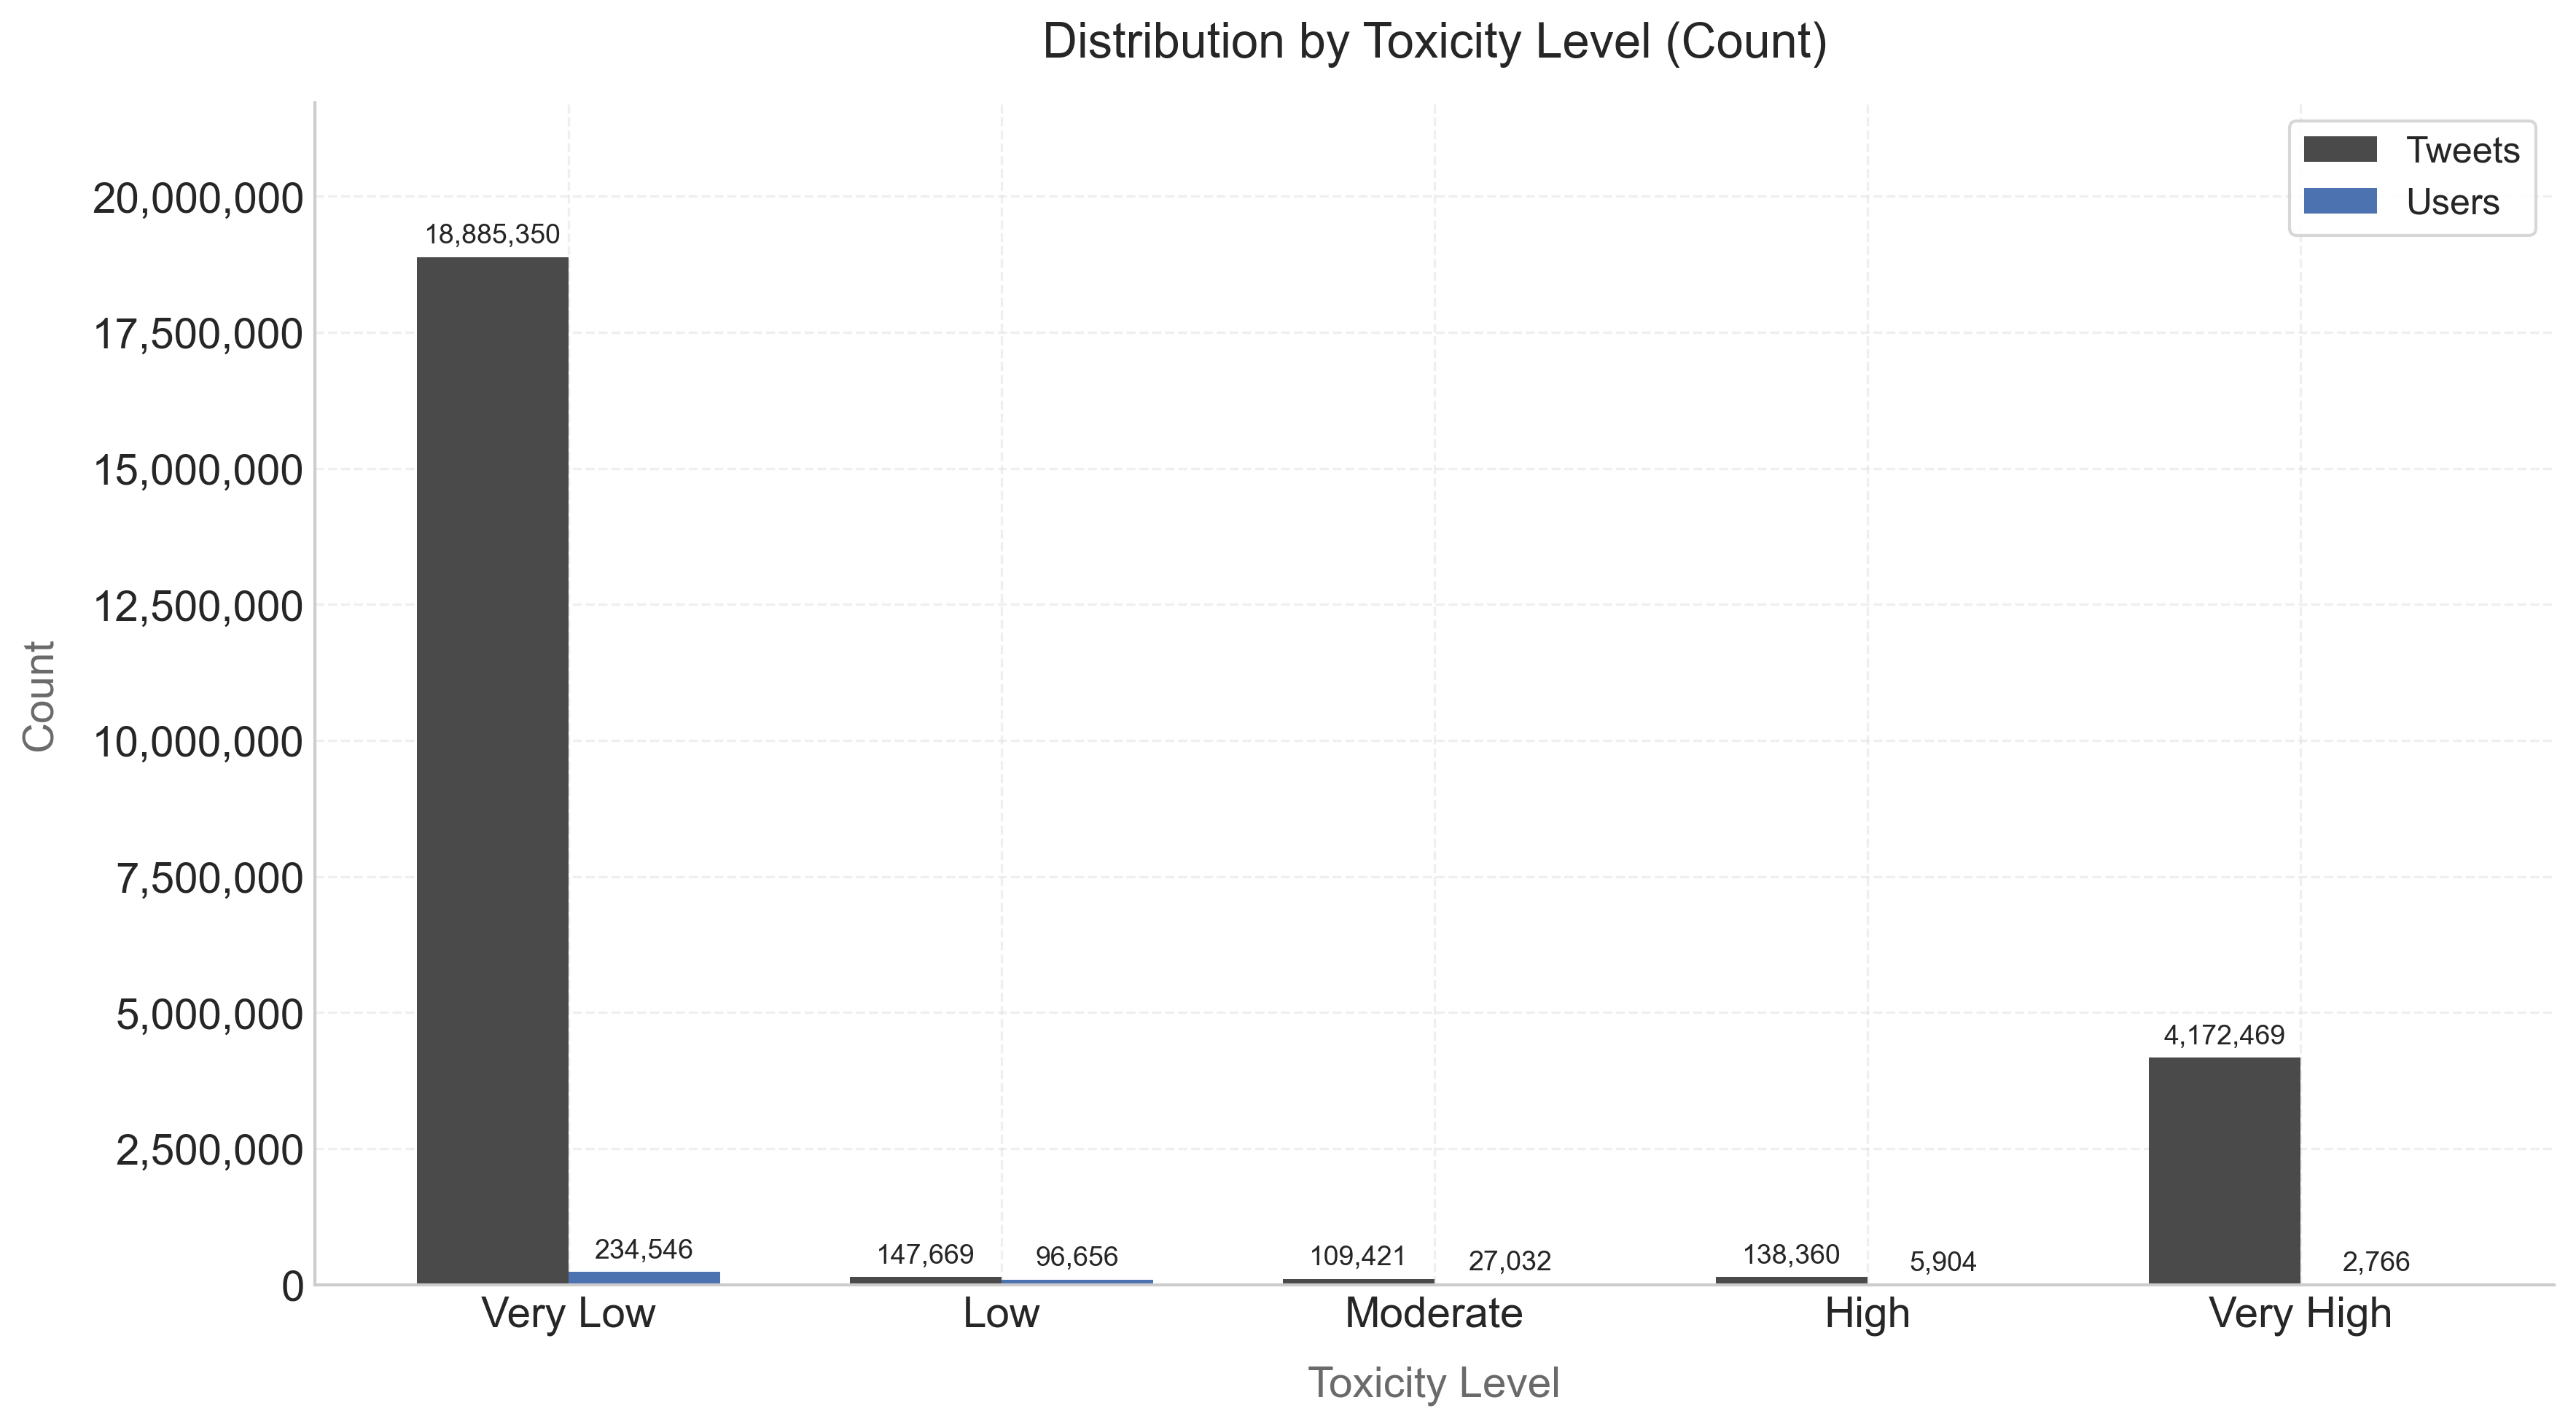 Distribution by Toxicity Level (Count)
Tweets
Users
20,000,000
17,500,000
15,000,000
12,500,000
10,000,000
7,500,000
5,000,000
2,500,000
0
Count
18,885,350
234,546
147,669
96,656
109,421
27,032
138,360
5,904
4,172,469
2,766
Very Low
Low
Moderate
High
Very High
Toxicity Level